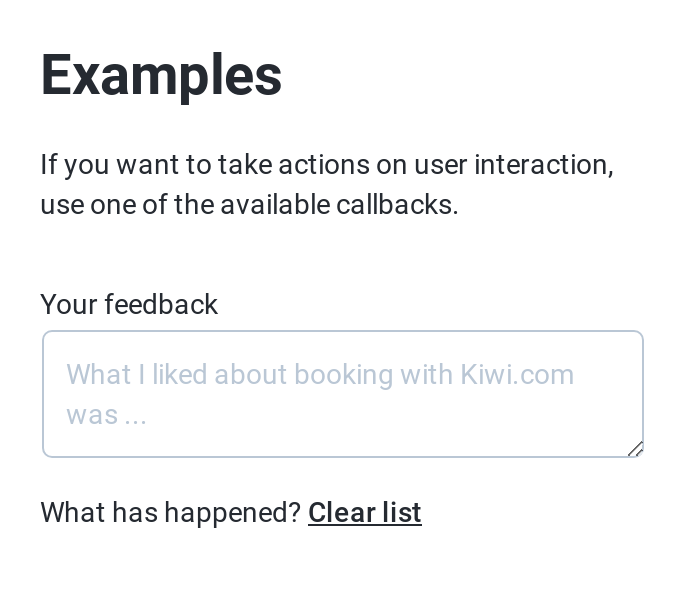 Examples
If you want to take actions on user interaction,
use one of the available callbacks.
Your feedback
What I liked about booking with Kiwi.com
was ...
What has happened? Clear list